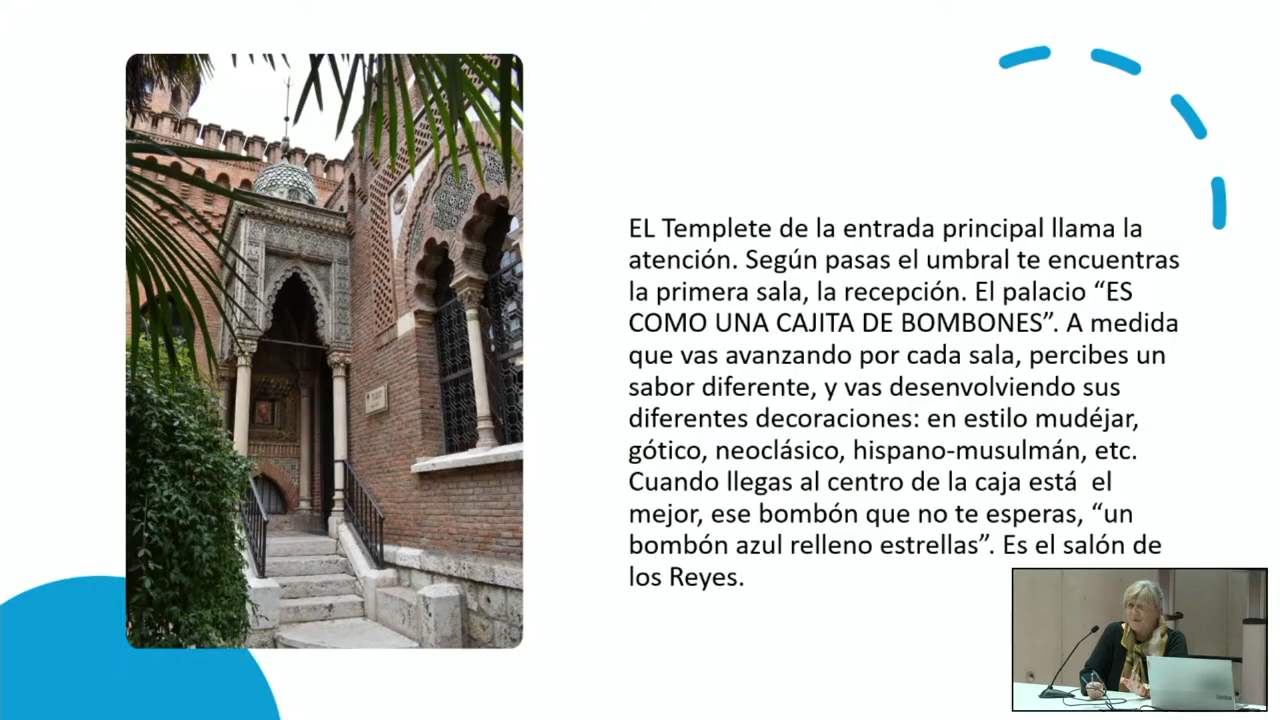 EL Templete de la entrada principal llama la
atención. Según pasas el umbral te encuentras
la primera sala, la recepción. El palacio “ES
COMO UNA CAJITA DE BOMBONES”. A medida
que vas avanzando por cada sala, percibes un
sabor diferente, y vas desenvolviendo sus
diferentes decoraciones: en estilo mudéjar,
gótico, neoclásico, hispano-musulmán, etc.
Cuando llegas al centro de la caja está  el
mejor, ese bombón que no te esperas, “un
bombón azul relleno estrellas”. Es el salón de
los Reyes.